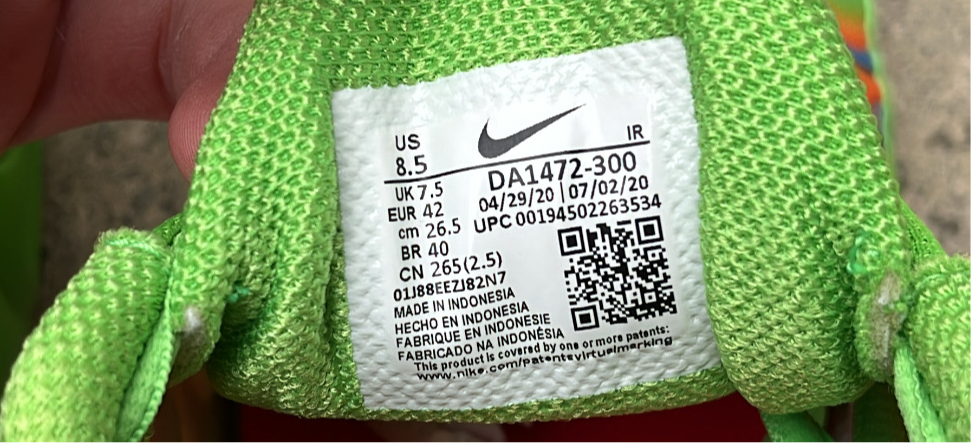 US
8.5
IR
UK 7.5
EUR 42
cm 26.5
BR 40
CN 265(2.5)
01J88EEZJ82N7
DA1472-300
04/29/20 | 07/02/20
UPC 00194502263534
MADE IN INDONESIA
HECHO EN INDONESIA
FABRIQUE EN INDONESIE
FABRICADO NA INDONÉSIA
This product is covered by one or more patents:
www.nike.com/patentsvirtualmarking